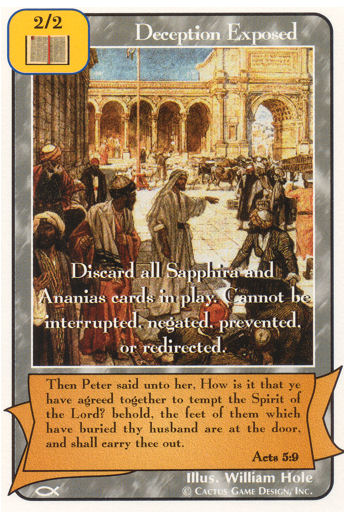 2/2
Deception Exposed
Discard all Sapphira and
Ananias cards in play. Cannot be
interrupted, negated, prevented,
or redirected.
Then Peter said unto her, How is it that ye
have agreed together to tempt the Spirit of
the Lord? behold, the feet of them which
have buried thy husband are at the door,
and shall carry thee out.
Acts 5:9
Illus. William Hole
© Cactus Game Design, Inc.